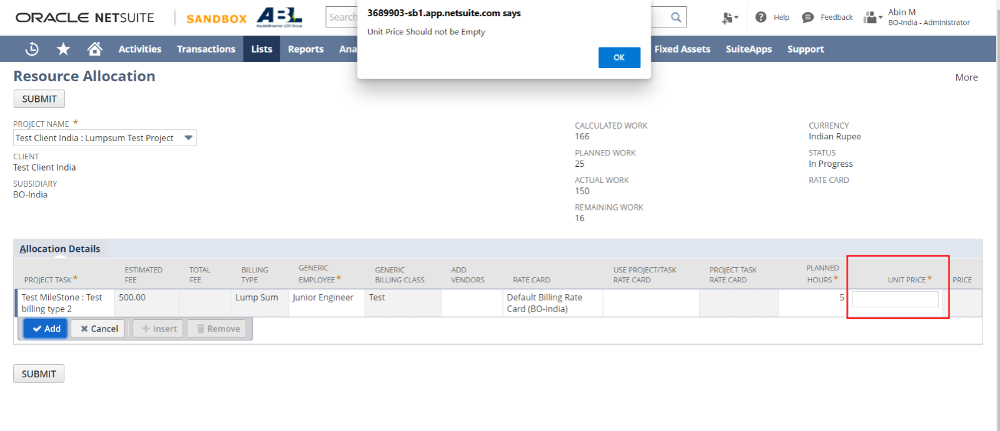 ORACLE NETSUITE
SANDBOX
ABL
Search
3689903-sb1.app.netsuite.com says
Unit Price Should not be Empty
OK
Help
Feedback
Abin M
BO-India - Administrator
Activities Transactions Lists Reports Ana Fixed Assets SuiteApps Support
Resource Allocation
More
SUBMIT
PROJECT NAME *
Test Client India : Lumpsum Test Project
CLIENT
Test Client India
SUBSIDIARY
BO-India
CALCULATED WORK
166
PLANNED WORK
25
ACTUAL WORK
150
REMAINING WORK
16
CURRENCY
Indian Rupee
STATUS
In Progress
RATE CARD
Allocation Details
PROJECT TASK *
ESTIMATED
FEE
TOTAL
FEE
BILLING
TYPE
GENERIC
EMPLOYEE *
GENERIC
BILLING CLASS
ADD
VENDORS
RATE CARD
USE PROJECT/TASK
RATE CARD
PROJECT TASK
RATE CARD
PLANNED
HOURS *
UNIT PRICE *
PRICE
Test MileStone : Test
billing type 2
500.00
Lump Sum
Junior Engineer
Test
Default Billing Rate
Card (BO-India)
5
Add
Cancel
Insert
Remove
SUBMIT